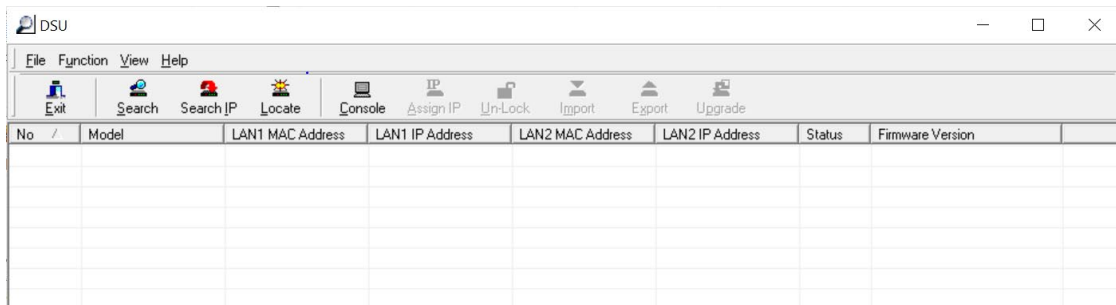 DSU
File Function View Help
Exit Search Search IP Locate Console Assign IP Un-Lock Import Export Upgrade
No Model LAN1 MAC Address LAN1 IP Address LAN2 MAC Address LAN2 IP Address Status Firmware Version